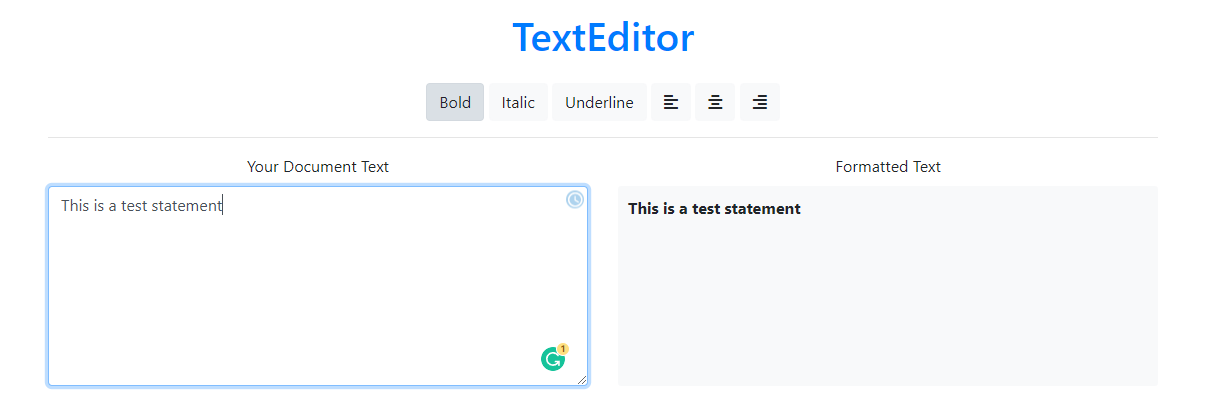 TextEditor
Bold Italic Underline
Your Document Text
Formatted Text
This is a test statement
This is a test statement
1